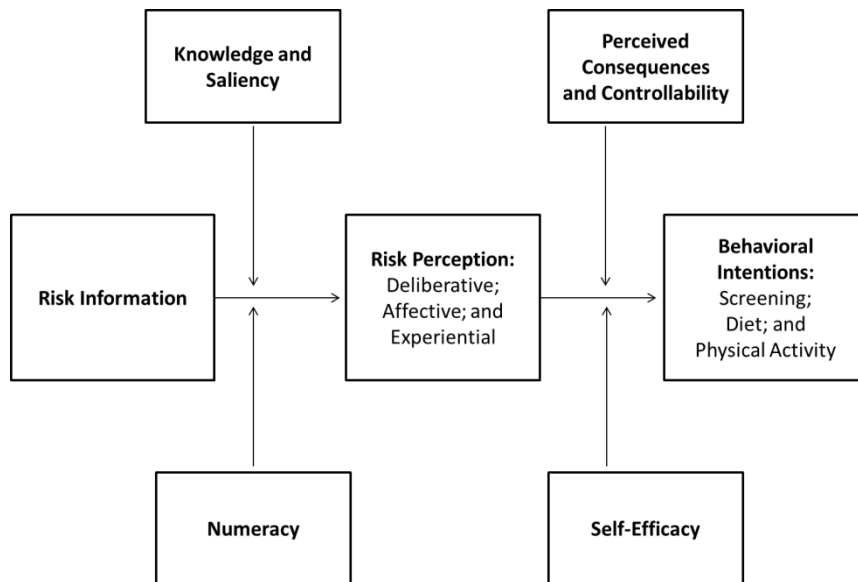 Knowledge and
Saliency
Perceived
Consequences
and Controllability
Risk Information
Risk Perception:
Deliberative;
Affective; and
Experiential
Behavioral
Intentions:
Screening;
Diet; and
Physical Activity
Numeracy
Self-Efficacy